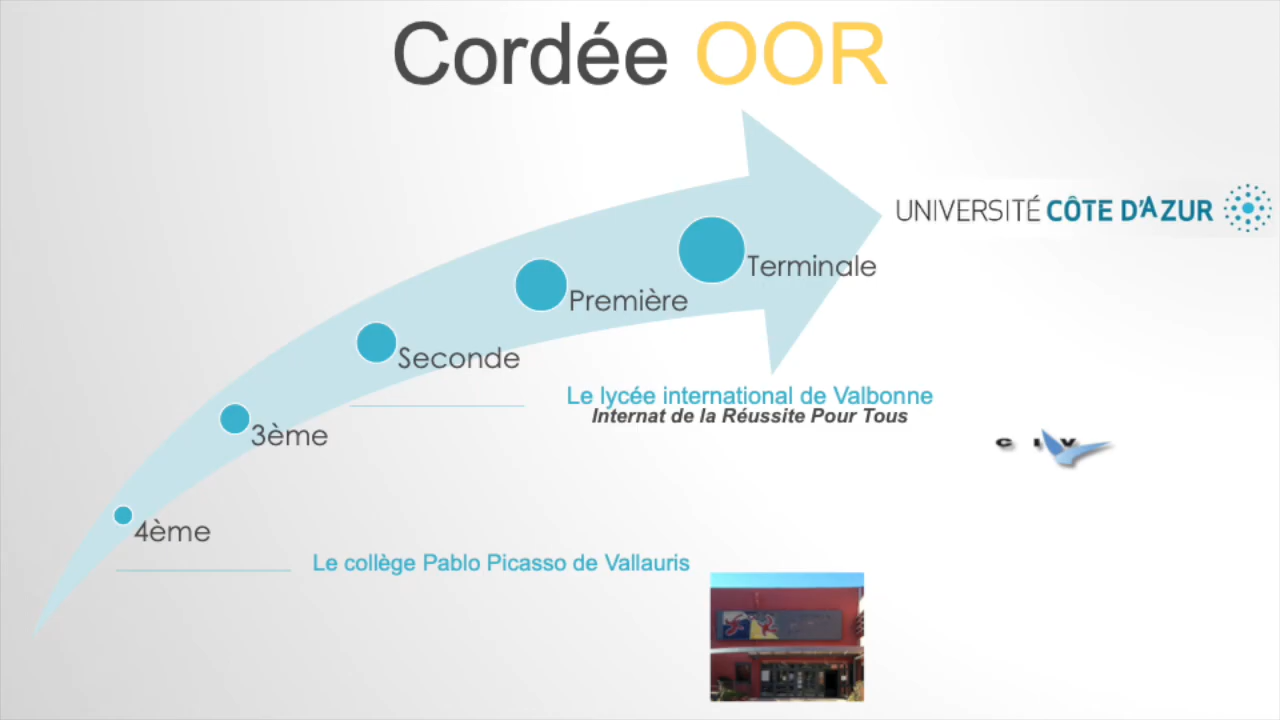 Cordée OOR
UNIVERSITÉ CÔTE D'AZUR
Terminale
Première
Seconde
Le lycée international de Valbonne
Internat de la Réussite Pour Tous
3ème
C I V
4ème
Le collège Pablo Picasso de Vallauris